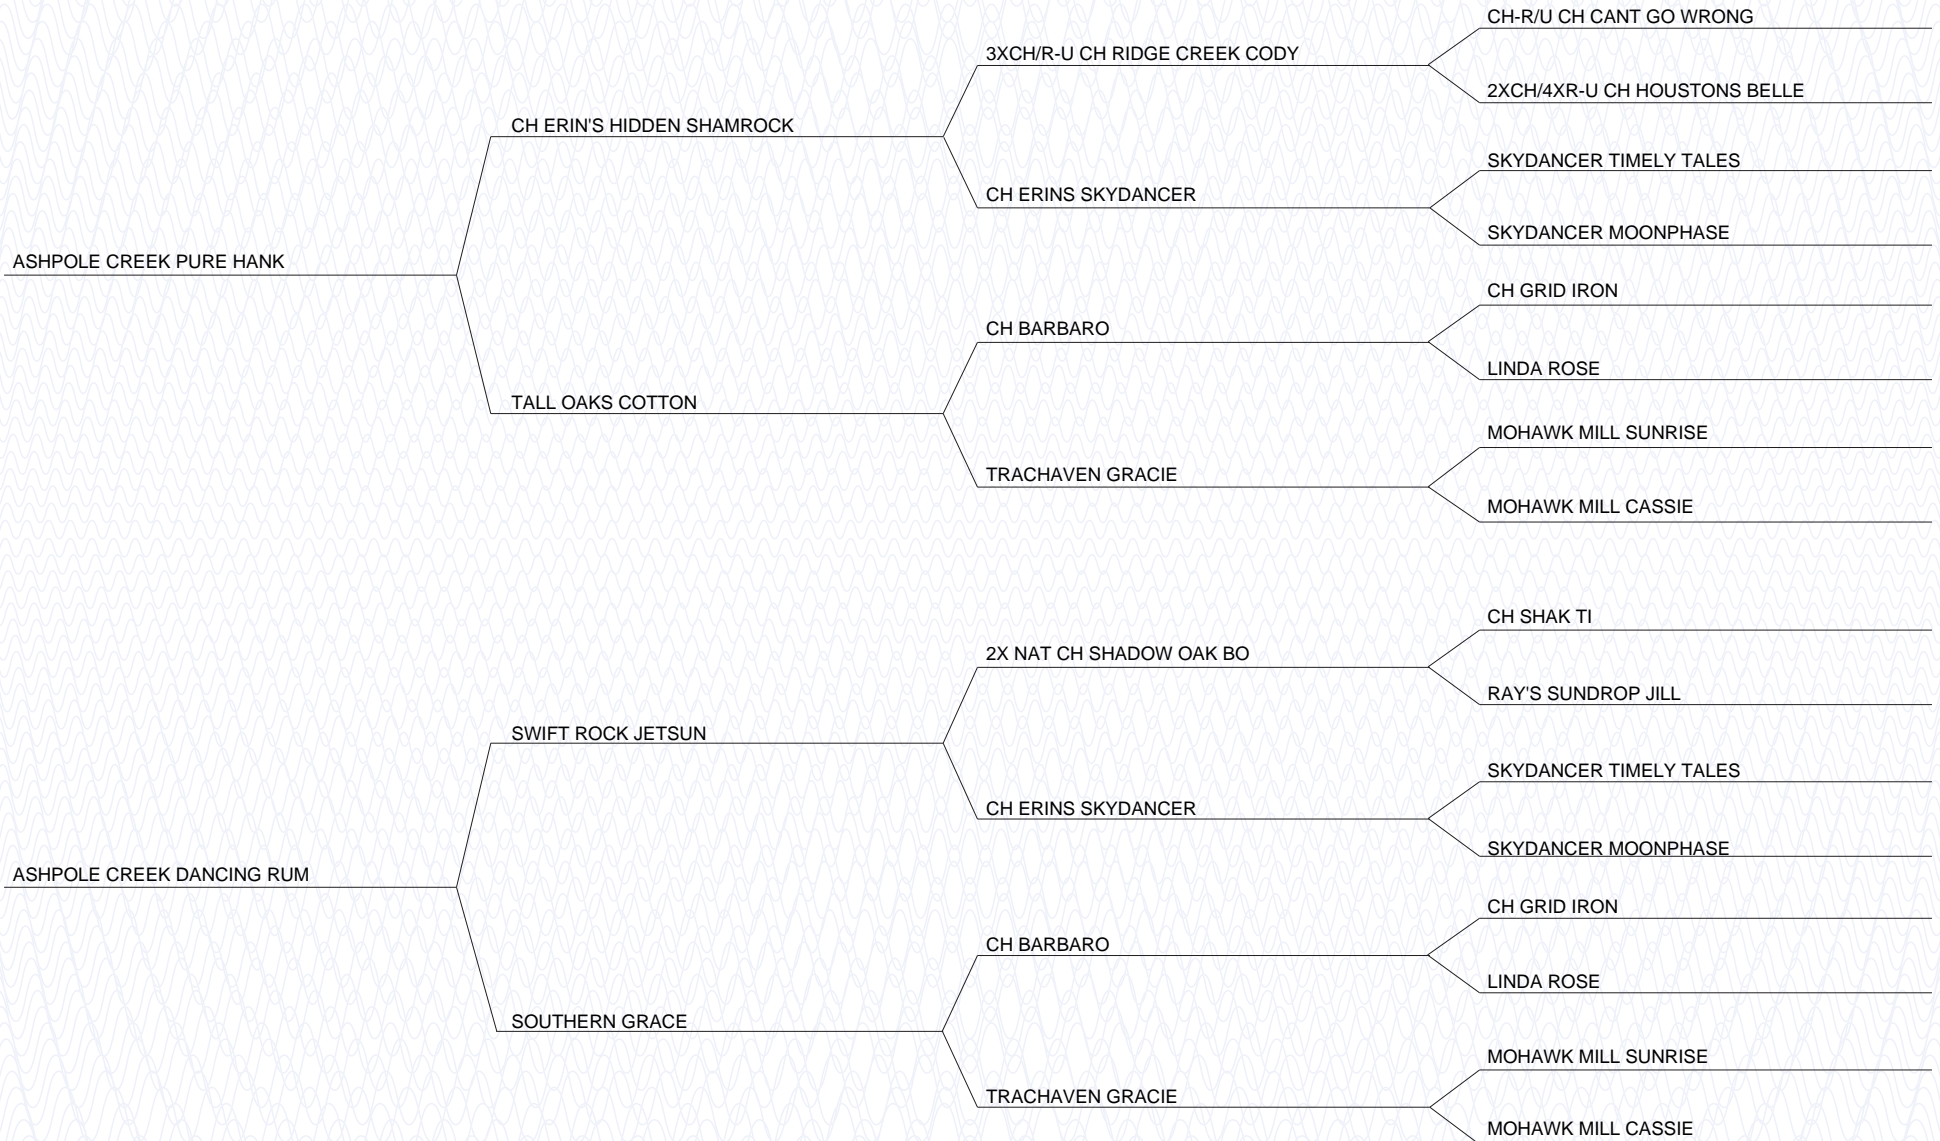 CH-R/U CH CANT GO WRONG
3XCH/R-U CH RIDGE CREEK CODY
2XCH/4XR-U CH HOUSTONS BELLE
CH ERIN'S HIDDEN SHAMROCK
SKYDANCER TIMELY TALES
CH ERINS SKYDANCER
SKYDANCER MOONPHASE
ASHPOLE CREEK PURE HANK
CH GRID IRON
CH BARBARO
LINDA ROSE
TALL OAKS COTTON
MOHAWK MILL SUNRISE
TRACHAVEN GRACIE
MOHAWK MILL CASSIE
CH SHAK TI
2X NAT CH SHADOW OAK BO
RAY'S SUNDROP JILL
SWIFT ROCK JETSUN
SKYDANCER TIMELY TALES
CH ERINS SKYDANCER
SKYDANCER MOONPHASE
ASHPOLE CREEK DANCING RUM
CH GRID IRON
CH BARBARO
LINDA ROSE
SOUTHERN GRACE
MOHAWK MILL SUNRISE
TRACHAVEN GRACIE
MOHAWK MILL CASSIE